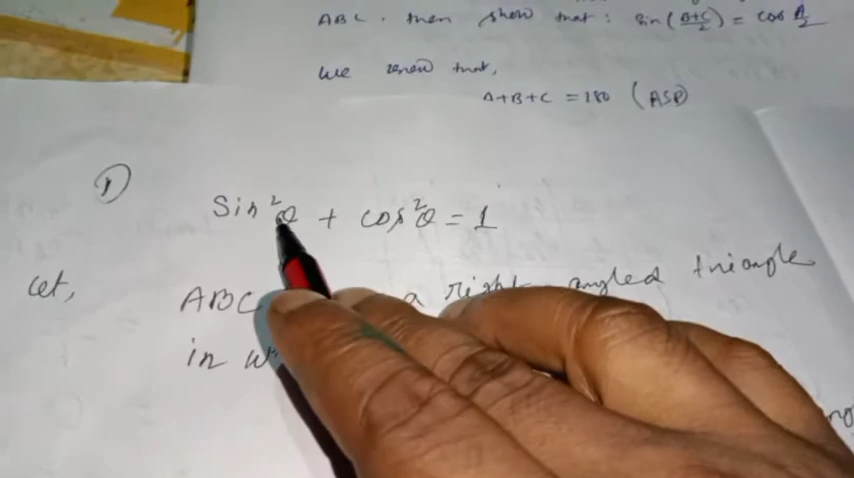 ABC. then show that: sin(B+C/2) = cos A/2
We that,
A+B+C = 180 (ASP)
1)
Sin²θ + cos²θ = 1
let,
ABC a right angled triangle
in